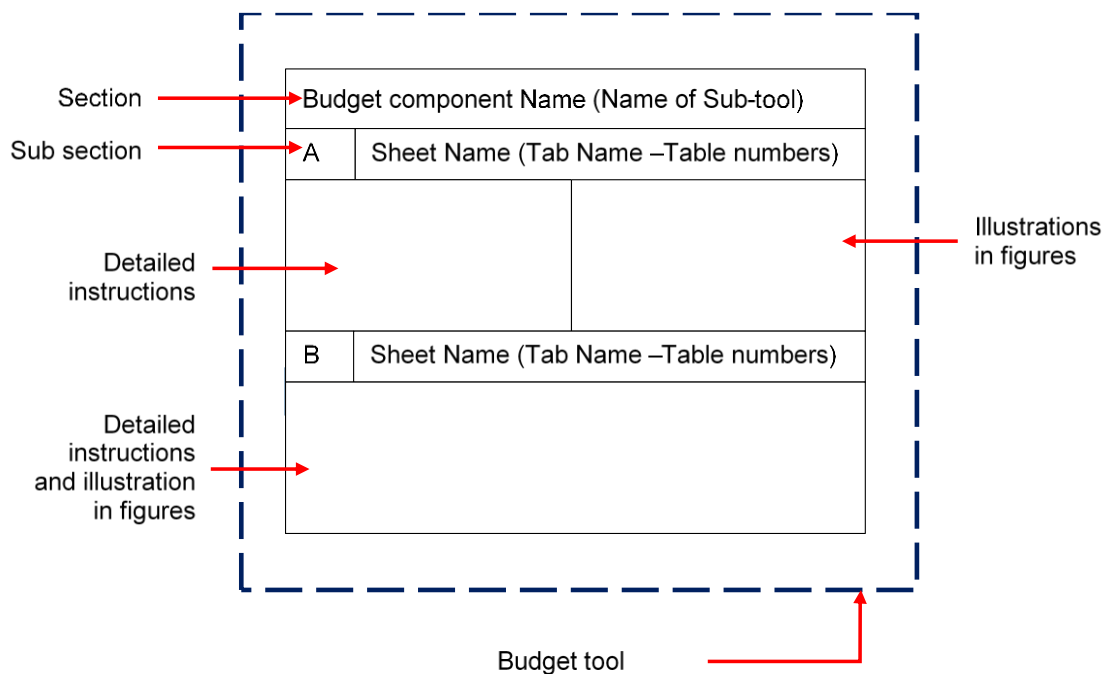 Section
Budget component Name (Name of Sub-tool)
Sub section
A
Sheet Name (Tab Name –Table numbers)
Detailed
instructions
Illustrations
in figures
B
Sheet Name (Tab Name –Table numbers)
Detailed
instructions
and illustration
in figures
Budget tool